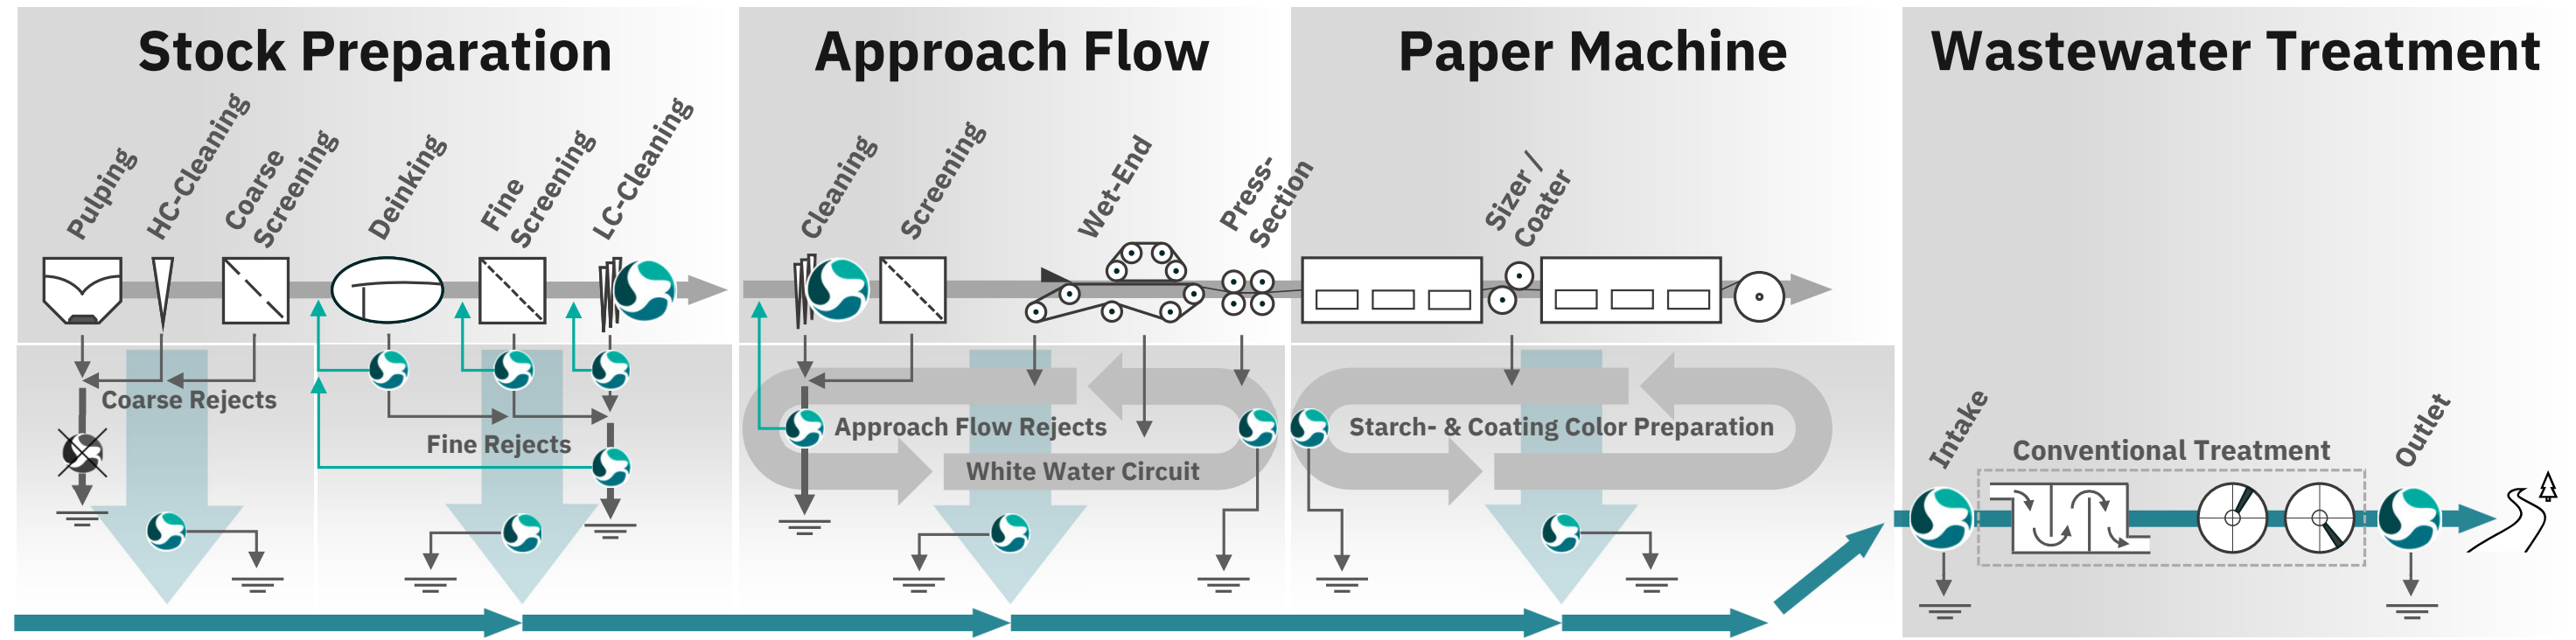 Stock Preparation
Approach Flow
Paper Machine
Wastewater Treatment
Pulping
HC-Cleaning
Coarse
Screening
Deinking
Fine
Screening
LC-Cleaning
Cleaning
Screening
Wet-End
Press-
Section
Sizer /
Coater
Coarse Rejects
Fine Rejects
Approach Flow Rejects
White Water Circuit
Starch- & Coating Color Preparation
Intake
Conventional Treatment
Outlet